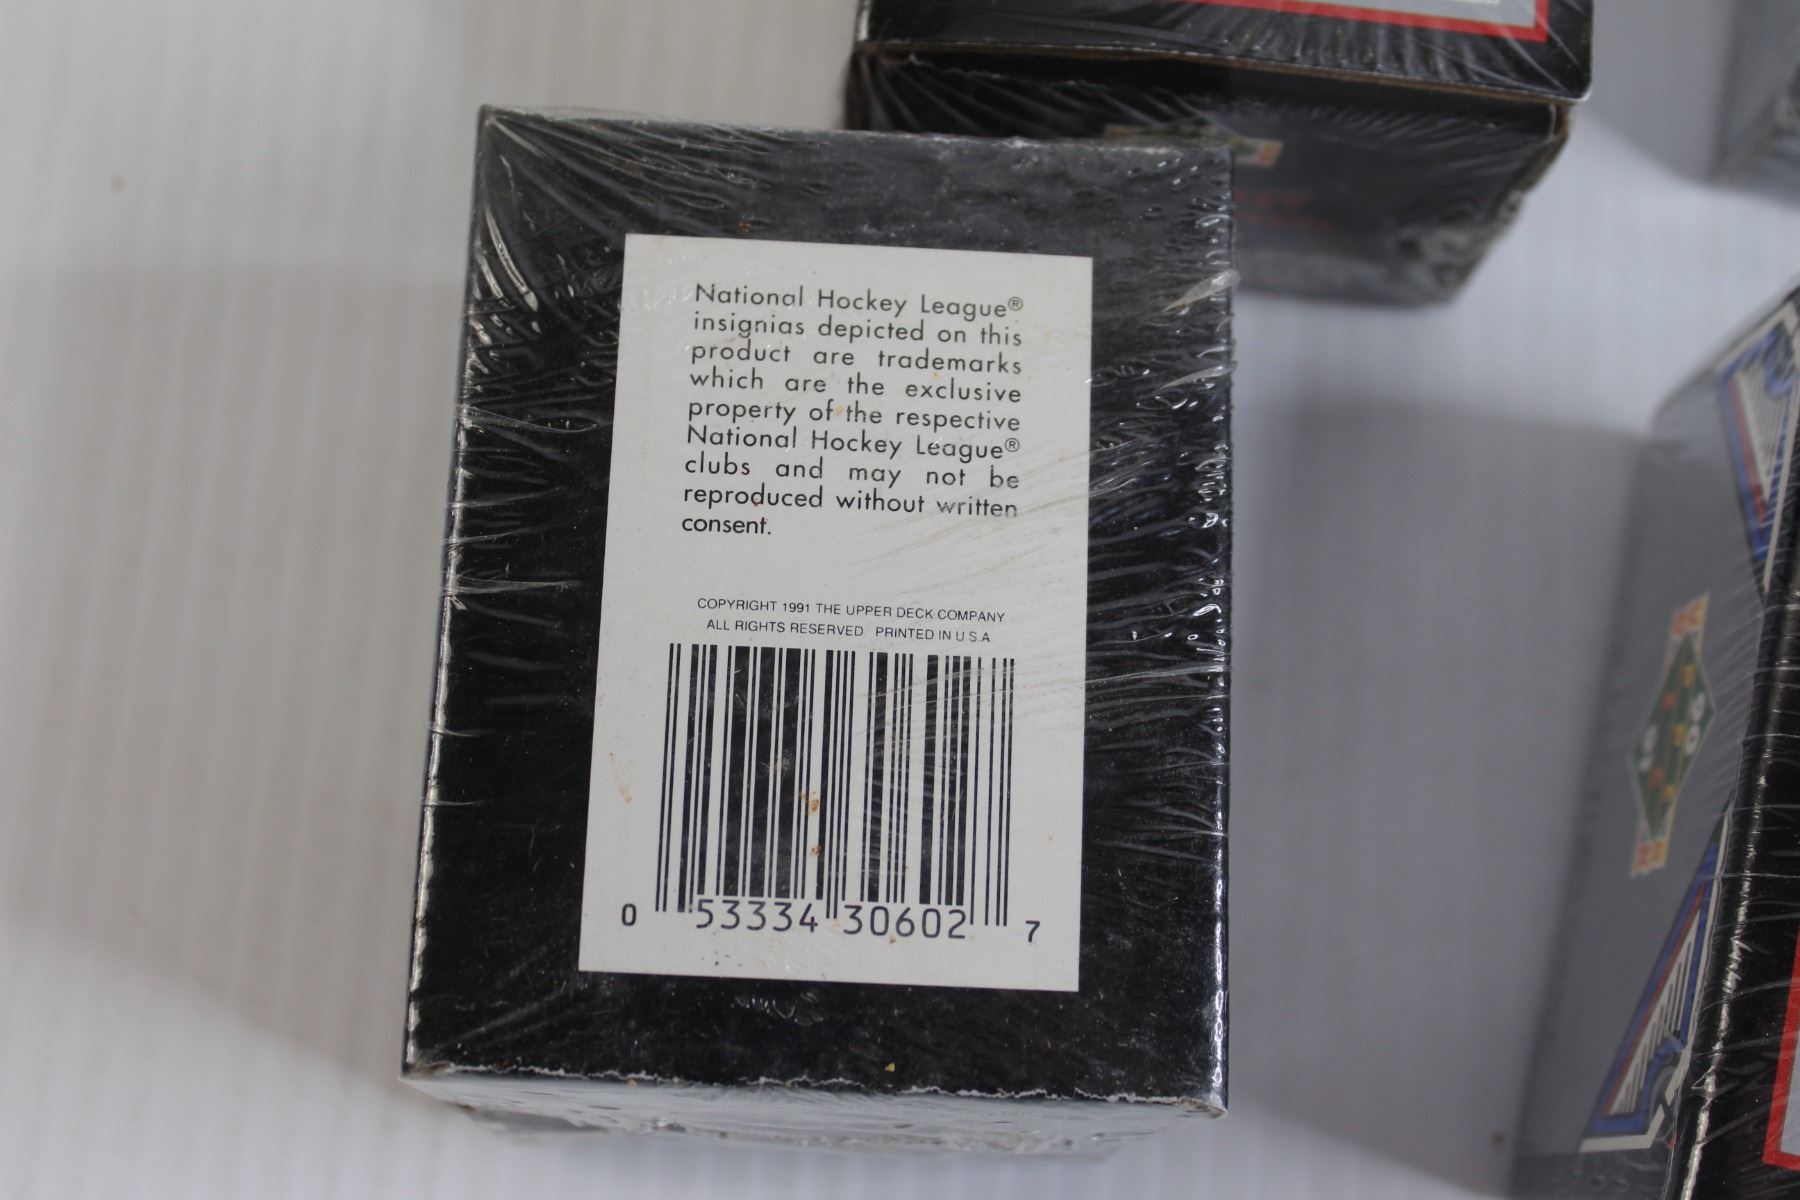 National Hockey League®
insignias depicted on this
product are trademarks
which are the exclusive
property of the respective
National Hockey League®
clubs and may not be
reproduced without written
consent.
COPYRIGHT 1991 THE UPPER DECK COMPANY
ALL RIGHTS RESERVED. PRINTED IN U.S.A.
0 53334 30602 7